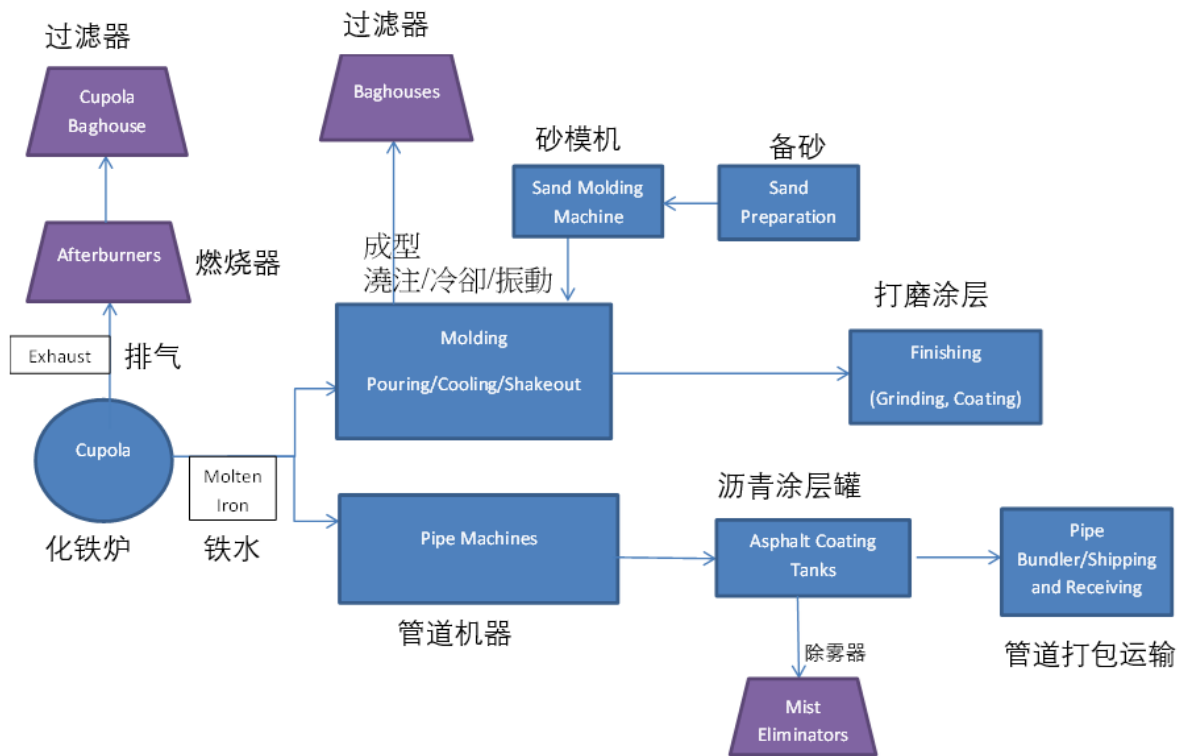 过滤器
Cupola
Baghouse
过滤器
Baghouses
砂模机
Sand Molding
Machine
备砂
Sand
Preparation
Afterburners
燃烧器
成型
澆注/冷卻/振動
Exhaust
排气
Molding
Pouring/Cooling/Shakeout
打磨涂层
Finishing
(Grinding, Coating)
Cupola
化铁炉
Molten
Iron
铁水
Pipe Machines
管道机器
沥青涂层罐
Asphalt Coating
Tanks
Pipe
Bundler/Shipping
and Receiving
管道打包运输
除雾器
Mist
Eliminators